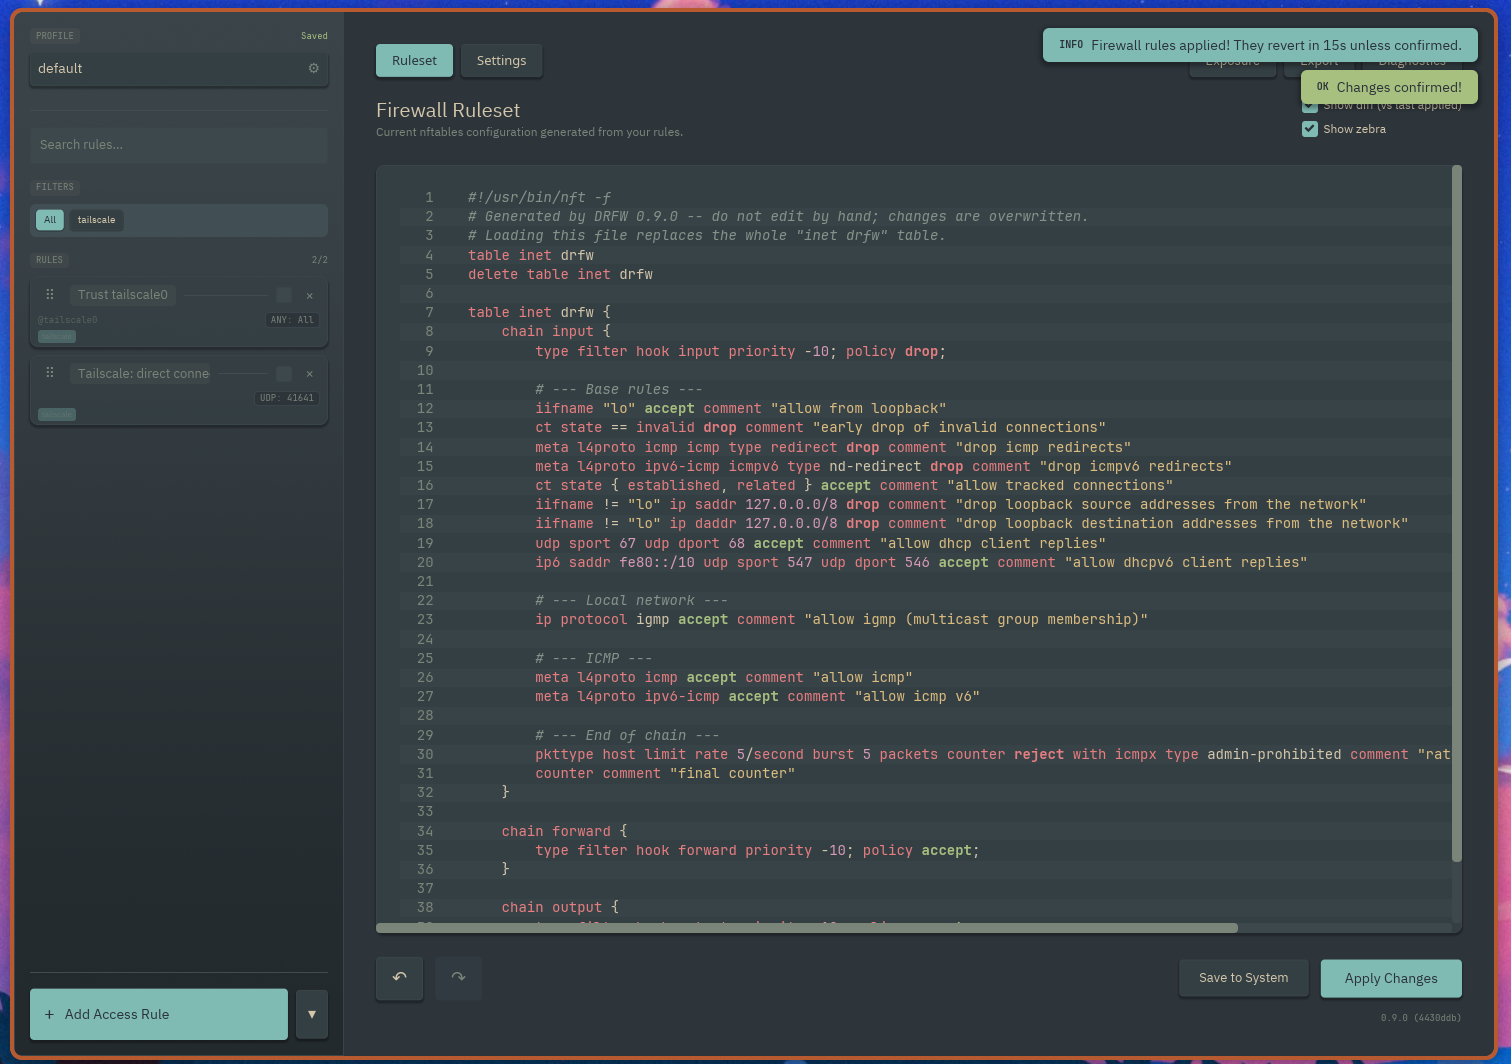 PROFILE
Saved
default
Search rules...
FILTERS
All
tailscale
RULES
2/2
Trust tailscale0
×
@tailscale0
ANY: All
Tailscale: direct conne
×
UDP: 41641
+ Add Access Rule
▼
Ruleset
Settings
INFO Firewall rules applied! They revert in 15s unless confirmed.
Exposure
Export
Diagnostics
OK Changes confirmed!
Firewall Ruleset
Current nftables configuration generated from your rules.
Show diff (vs last applied)
Show zebra
1 #!/usr/bin/nft -f
2 # Generated by DRFW 0.9.0 -- do not edit by hand; changes are overwritten.
3 # Loading this file replaces the whole "inet drfw" table.
4 table inet drfw
5 delete table inet drfw
6
7 table inet drfw {
8 chain input {
9 type filter hook input priority -10; policy drop;
10
11 # --- Base rules ---
12 iifname "lo" accept comment "allow from loopback"
13 ct state == invalid drop comment "early drop of invalid connections"
14 meta l4proto icmp icmp type redirect drop comment "drop icmp redirects"
15 meta l4proto ipv6-icmp icmpv6 type nd-redirect drop comment "drop icmpv6 redirects"
16 ct state { established, related } accept comment "allow tracked connections"
17 iifname != "lo" ip saddr 127.0.0.0/8 drop comment "drop loopback source addresses from the network"
18 iifname != "lo" ip daddr 127.0.0.0/8 drop comment "drop loopback destination addresses from the network"
19 udp sport 67 udp dport 68 accept comment "allow dhcp client replies"
20 ip6 saddr fe80::/10 udp sport 547 udp dport 546 accept comment "allow dhcpv6 client replies"
21
22 # --- Local network ---
23 ip protocol igmp accept comment "allow igmp (multicast group membership)"
24
25 # --- ICMP ---
26 meta l4proto icmp accept comment "allow icmp"
27 meta l4proto ipv6-icmp accept comment "allow icmp v6"
28
29 # --- End of chain ---
30 pkttype host limit rate 5/second burst 5 packets counter reject with icmpx type admin-prohibited comment "rat
31 counter comment "final counter"
32 }
33
34 chain forward {
35 type filter hook forward priority -10; policy accept;
36 }
37
38 chain output {
Save to System
Apply Changes
0.9.0 (4430ddb)